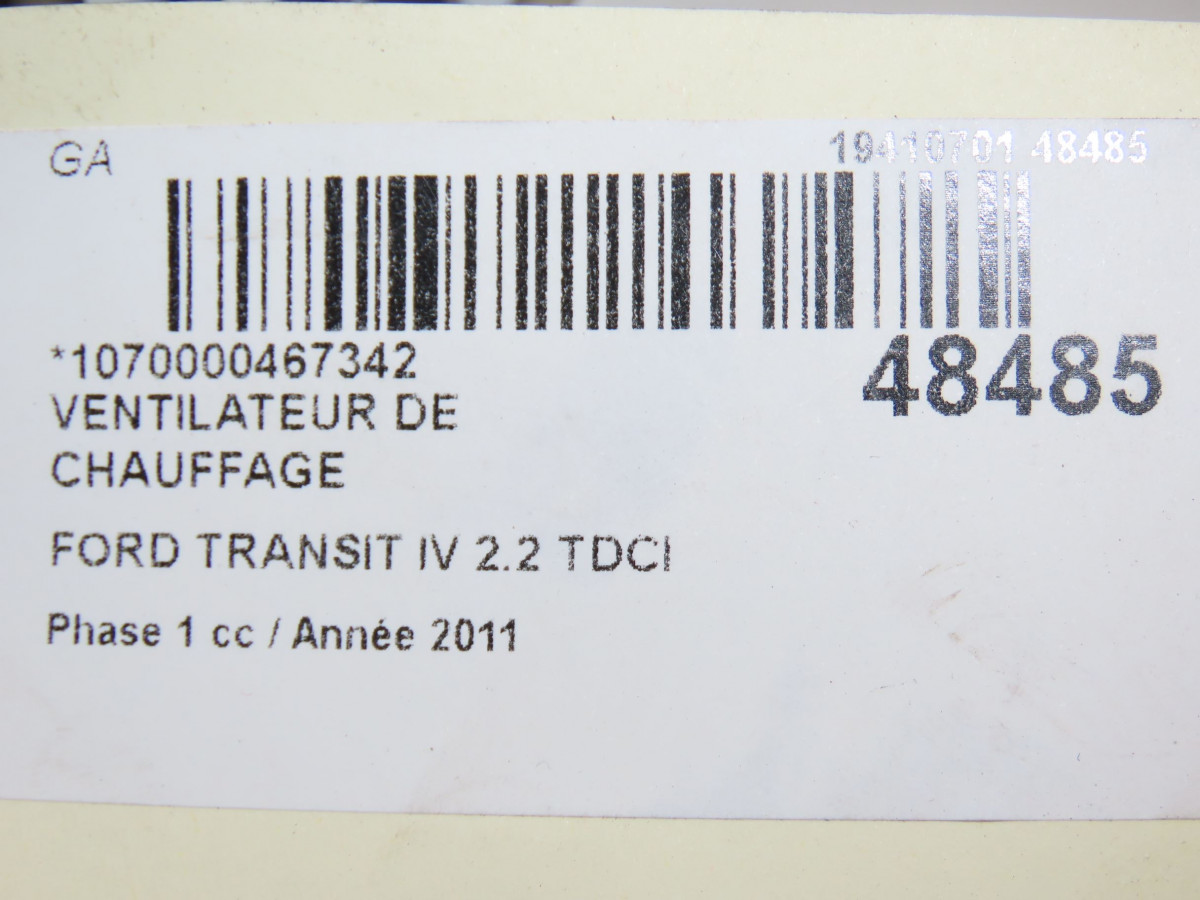 GA
19410701 48485
*1070000467342
48485
VENTILATEUR DE
CHAUFFAGE
FORD TRANSIT IV 2.2 TDCI
Phase 1 cc / Année 2011